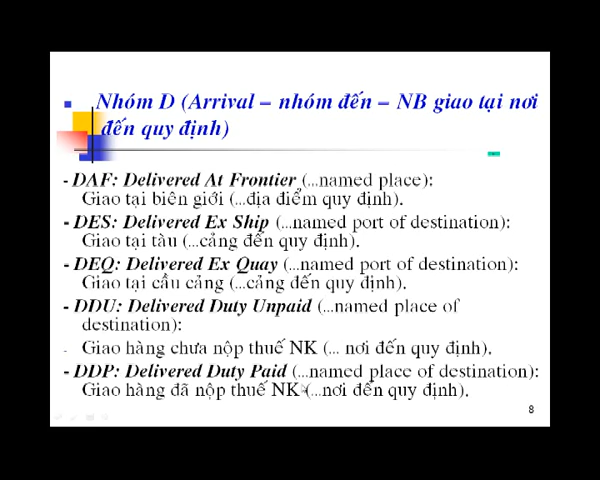 ▪ Nhóm D (Arrival – nhóm đến – NB giao tại nơi
đến quy định)
- DAF: Delivered At Frontier (...named place):
Giao tại biên giới (...địa điểm quy định).
- DES: Delivered Ex Ship (...named port of destination):
Giao tại tàu (...cảng đến quy định).
- DEQ: Delivered Ex Quay (...named port of destination):
Giao tại cầu cảng (...cảng đến quy định).
- DDU: Delivered Duty Unpaid (...named place of
destination):
- Giao hàng chưa nộp thuế NK (... nơi đến quy định).
- DDP: Delivered Duty Paid (...named place of destination):
Giao hàng đã nộp thuế NK (...nơi đến quy định).
8